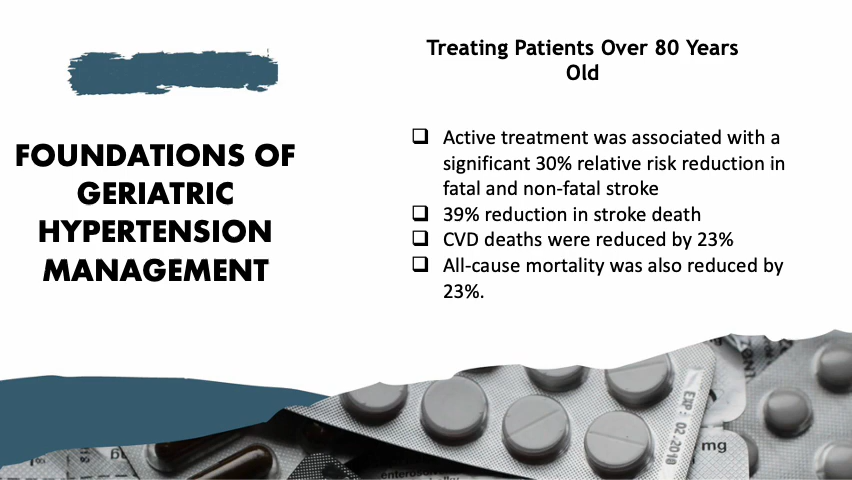 Treating Patients Over 80 Years
Old
FOUNDATIONS OF
GERIATRIC
HYPERTENSION
MANAGEMENT
Active treatment was associated with a
significant 30% relative risk reduction in
fatal and non-fatal stroke
39% reduction in stroke death
CVD deaths were reduced by 23%
All-cause mortality was also reduced by
23%.
EXP: 02-2018
mg